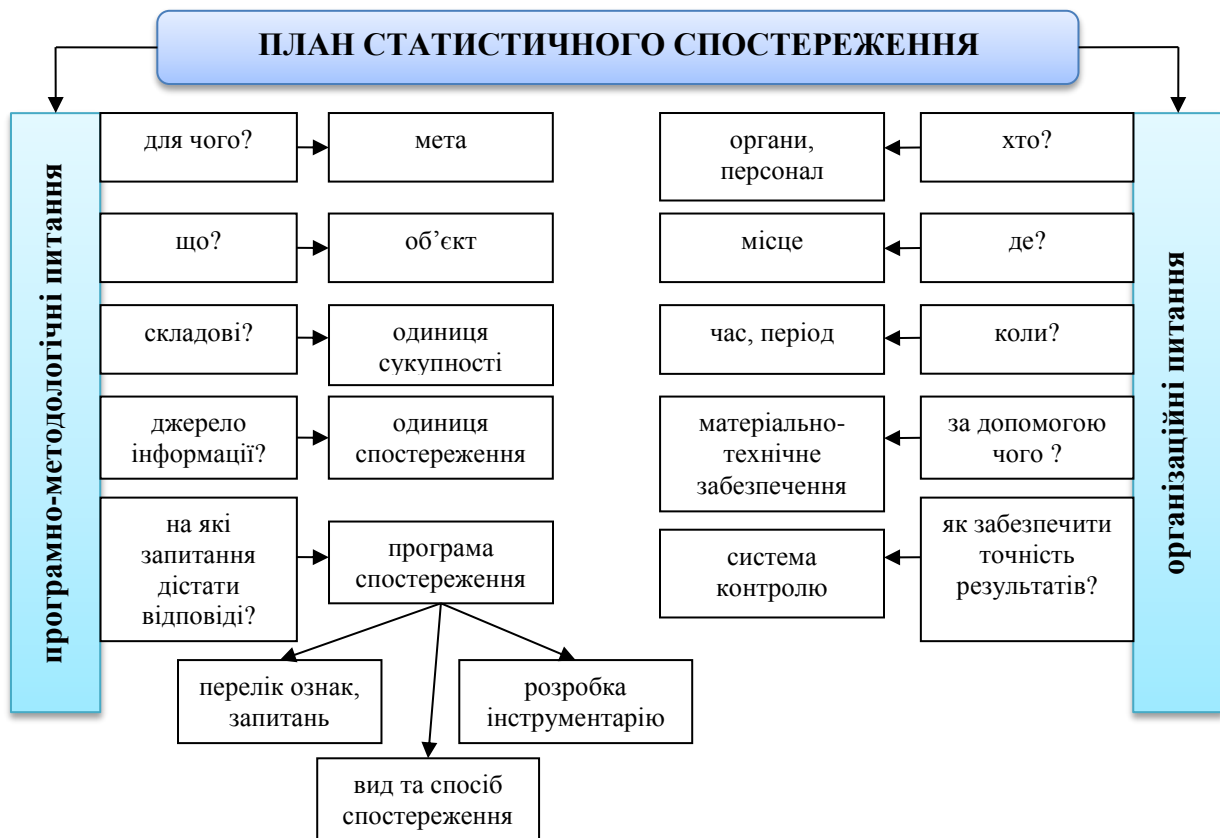 ПЛАН СТАТИСТИЧНОГО СПОСТЕРЕЖЕННЯ
програмно-методологічні питання
для чого?
мета
що?
об’єкт
складові?
одиниця
сукупності
джерело
інформації?
одиниця
спостереження
на які
запитання
дістати
відповіді?
програма
спостереження
перелік ознак,
запитань
розробка
інструментарію
вид та спосіб
спостереження
органи,
персонал
хто?
місце
де?
час, період
коли?
матеріально-
технічне
забезпечення
за допомогою
чого ?
система
контролю
як забезпечити
точність
результатів?
організаційні питання